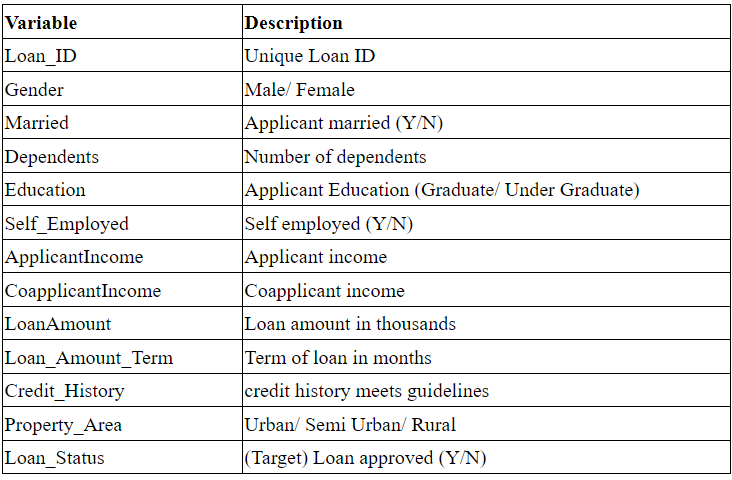 Variable Description
Loan_ID Unique Loan ID
Gender Male/ Female
Married Applicant married (Y/N)
Dependents Number of dependents
Education Applicant Education (Graduate/ Under Graduate)
Self_Employed Self employed (Y/N)
ApplicantIncome Applicant income
CoapplicantIncome Coapplicant income
LoanAmount Loan amount in thousands
Loan_Amount_Term Term of loan in months
Credit_History credit history meets guidelines
Property_Area Urban/ Semi Urban/ Rural
Loan_Status (Target) Loan approved (Y/N)